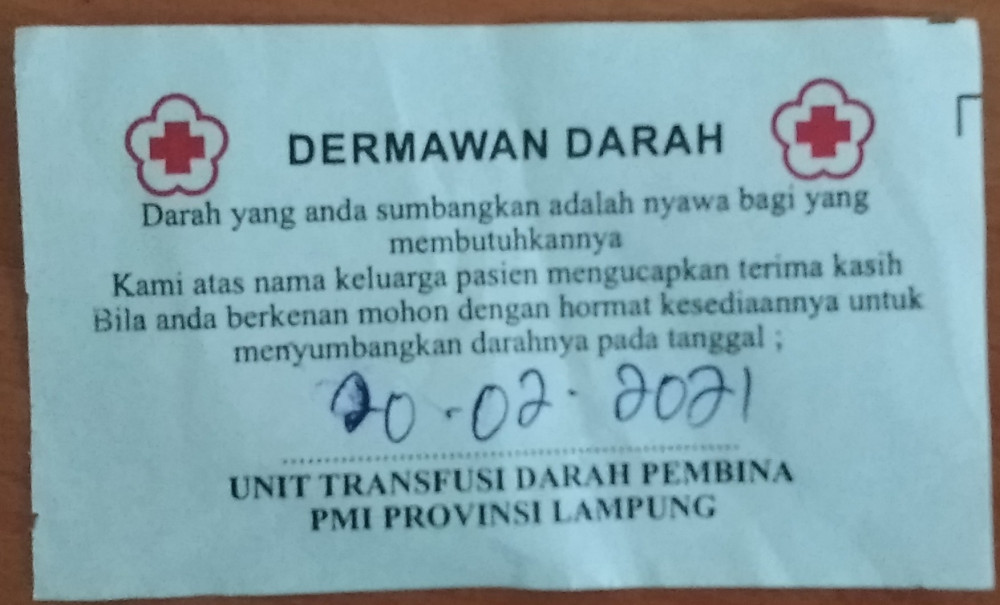 DERMAWAN DARAH
Darah yang anda sumbangkan adalah nyawa bagi yang
membutuhkannya
Kami atas nama keluarga pasien mengucapkan terima kasih
Bila anda berkenan mohon dengan hormat kesediaannya untuk
menyumbangkan darahnya pada tanggal ;
20-02-2021
UNIT TRANSFUSI DARAH PEMBINA
PMI PROVINSI LAMPUNG